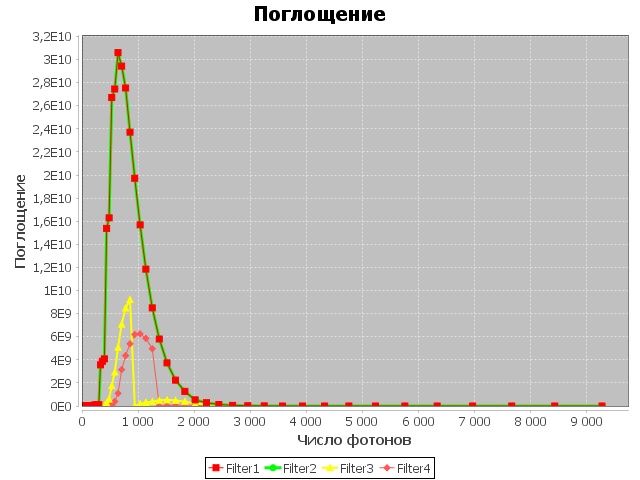 Поглощение
3,2E10
3E10
2,8E10
2,6E10
2,4E10
2,2E10
2E10
1,8E10
1,6E10
1,4E10
1,2E10
1E10
8E9
6E9
4E9
2E9
0E0
Поглощение
0 1 000 2 000 3 000 4 000 5 000 6 000 7 000 8 000 9 000
Число фотонов
Filter1 Filter2 Filter3 Filter4